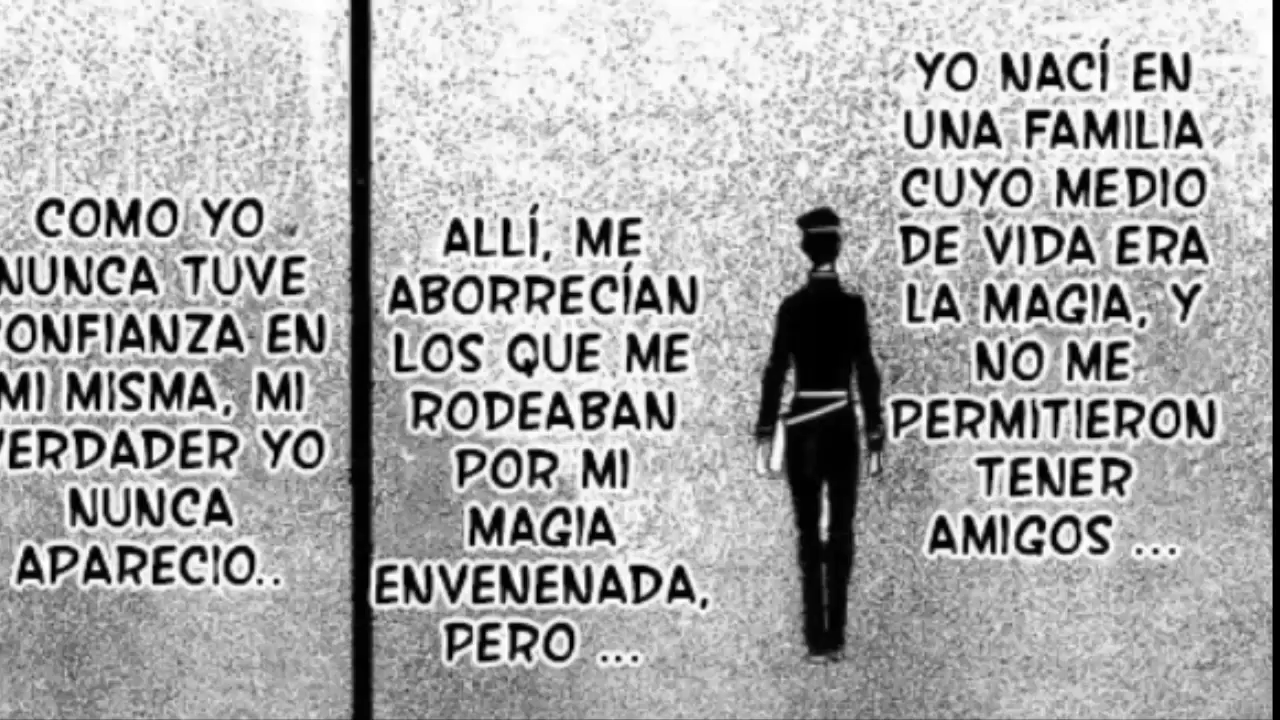 YO NACÍ EN
UNA FAMILIA
CUYO MEDIO
DE VIDA ERA
LA MAGIA, Y
NO ME
PERMITIERON
TENER
AMIGOS ...
ALLÍ, ME
ABORRECÍAN
LOS QUE ME
RODEABAN
POR MI
MAGIA
ENVENENADA,
PERO ...
COMO YO
NUNCA TUVE
CONFIANZA EN
MI MISMA, MI
VERDADER YO
NUNCA
APARECIO..